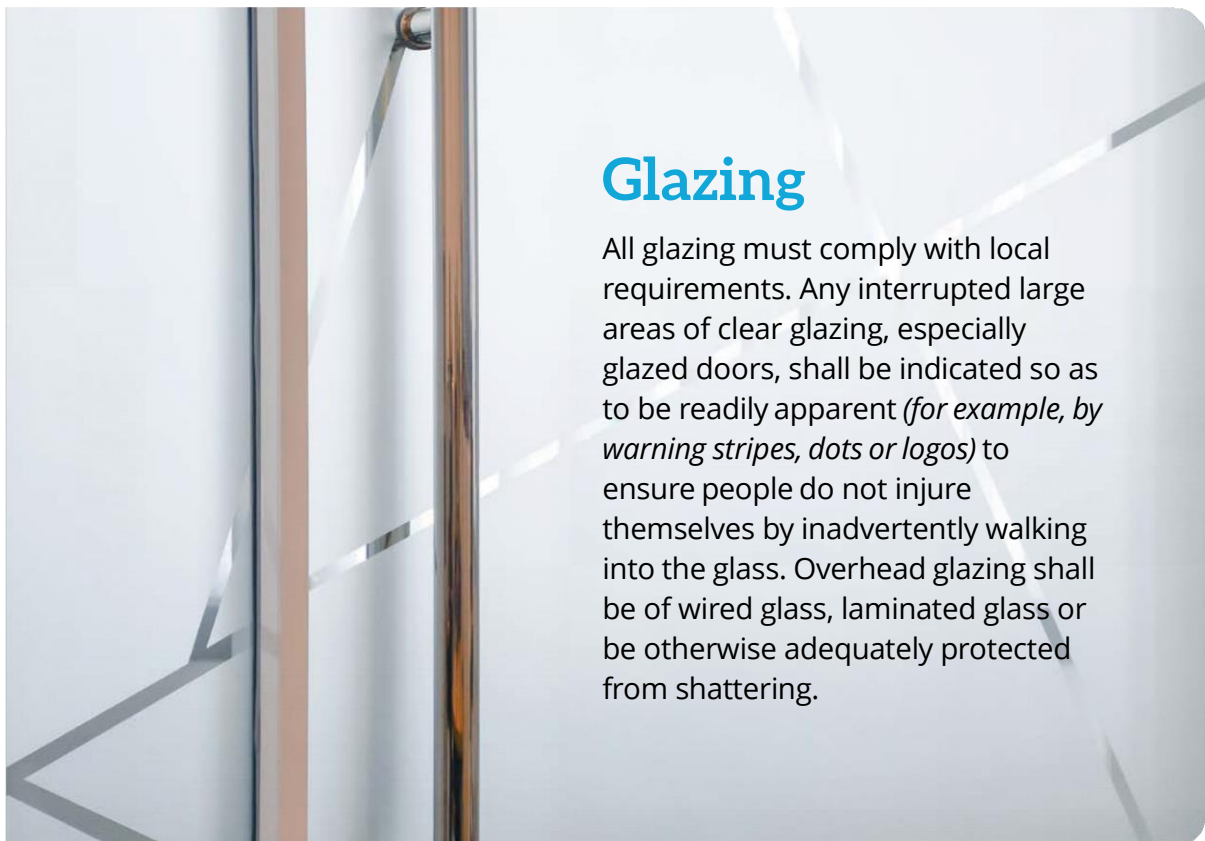 Glazing
All glazing must comply with local
requirements. Any interrupted large
areas of clear glazing, especially
glazed doors, shall be indicated so as
to be readily apparent (for example, by
warning stripes, dots or logos) to
ensure people do not injure
themselves by inadvertently walking
into the glass. Overhead glazing shall
be of wired glass, laminated glass or
be otherwise adequately protected
from shattering.